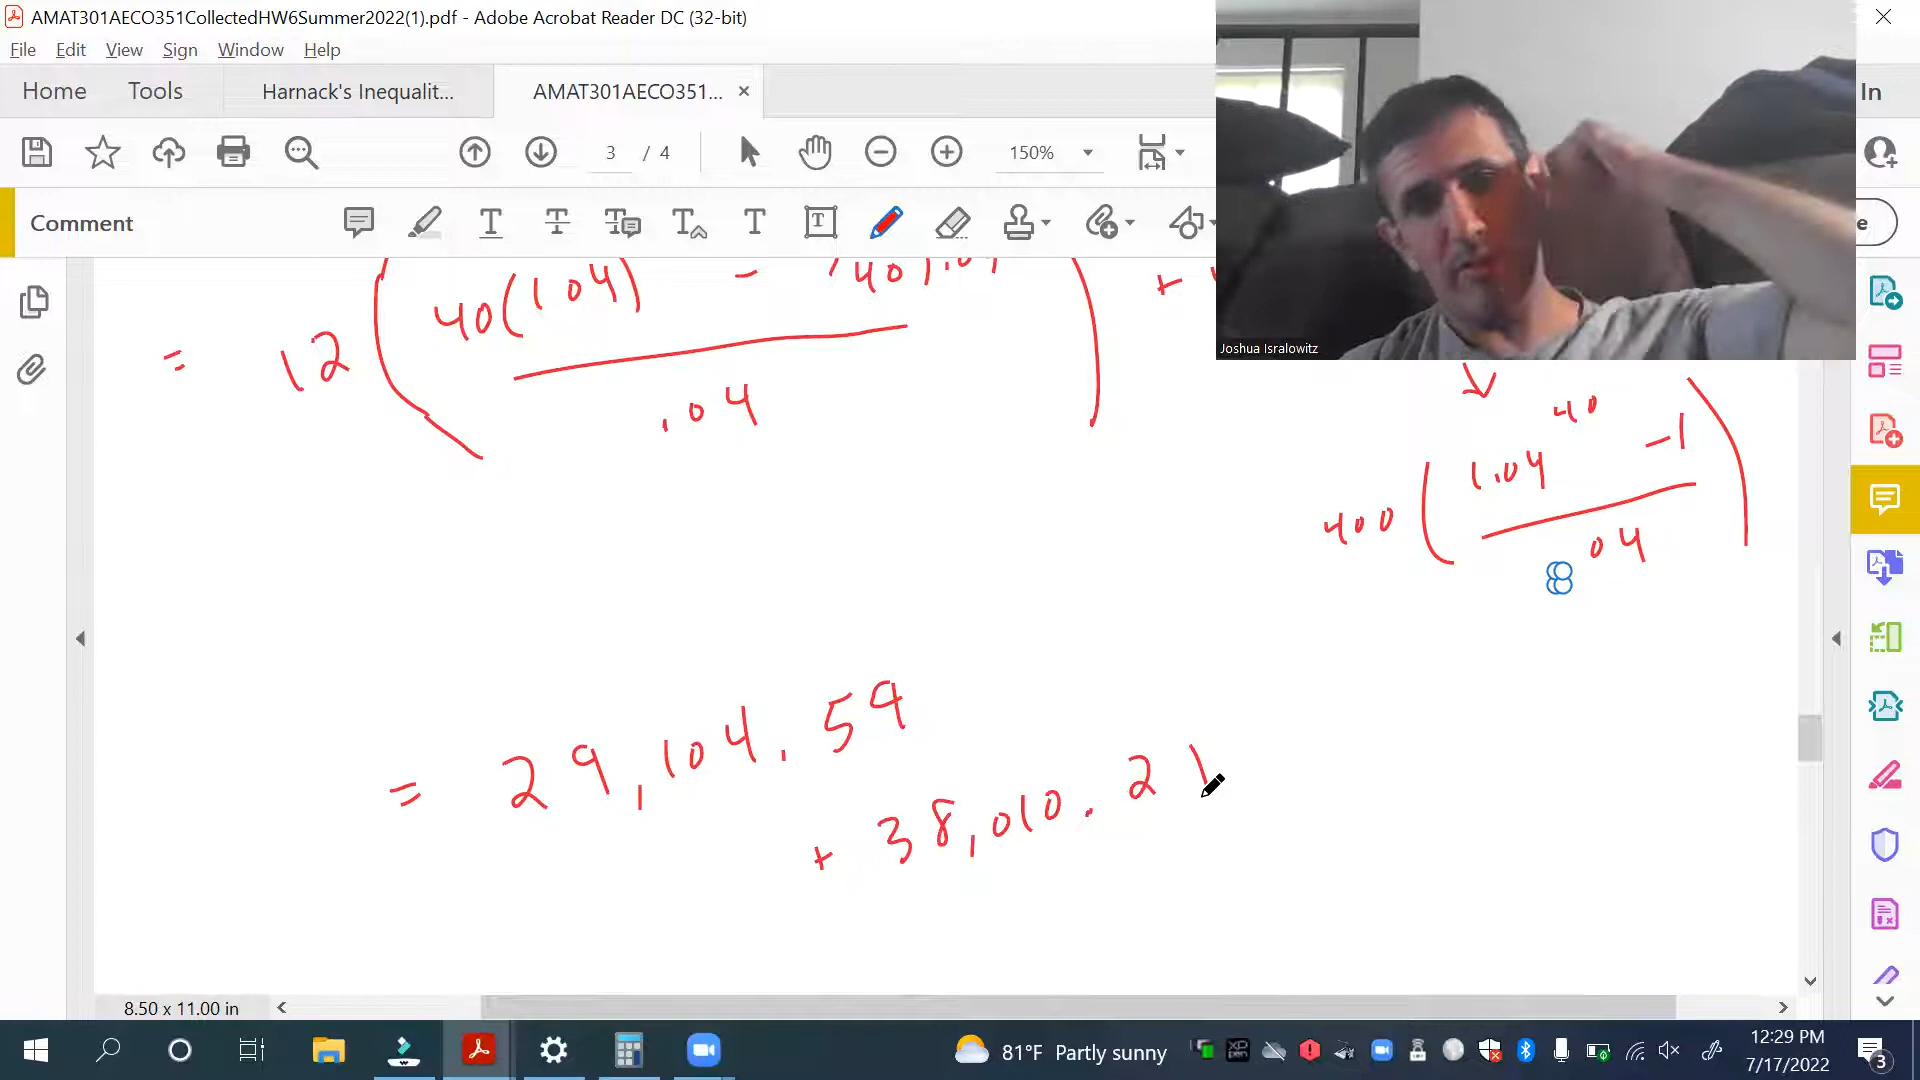 AMAT301AECO351CollectedHW6Summer2022(1).pdf - Adobe Acrobat Reader DC (32-bit)
File Edit View Sign Window Help
Home Tools Harnack's Inequalit... AMAT301AECO351... In
3 / 4 150%
Comment
Joshua Isralowitz
= 12 ( 40(1.04)
.04
400 ( 1.04 40 -1
04
= 29,104.59
+ 38,010.21
8.50 x 11.00 in
81°F Partly sunny
12:29 PM
7/17/2022
3